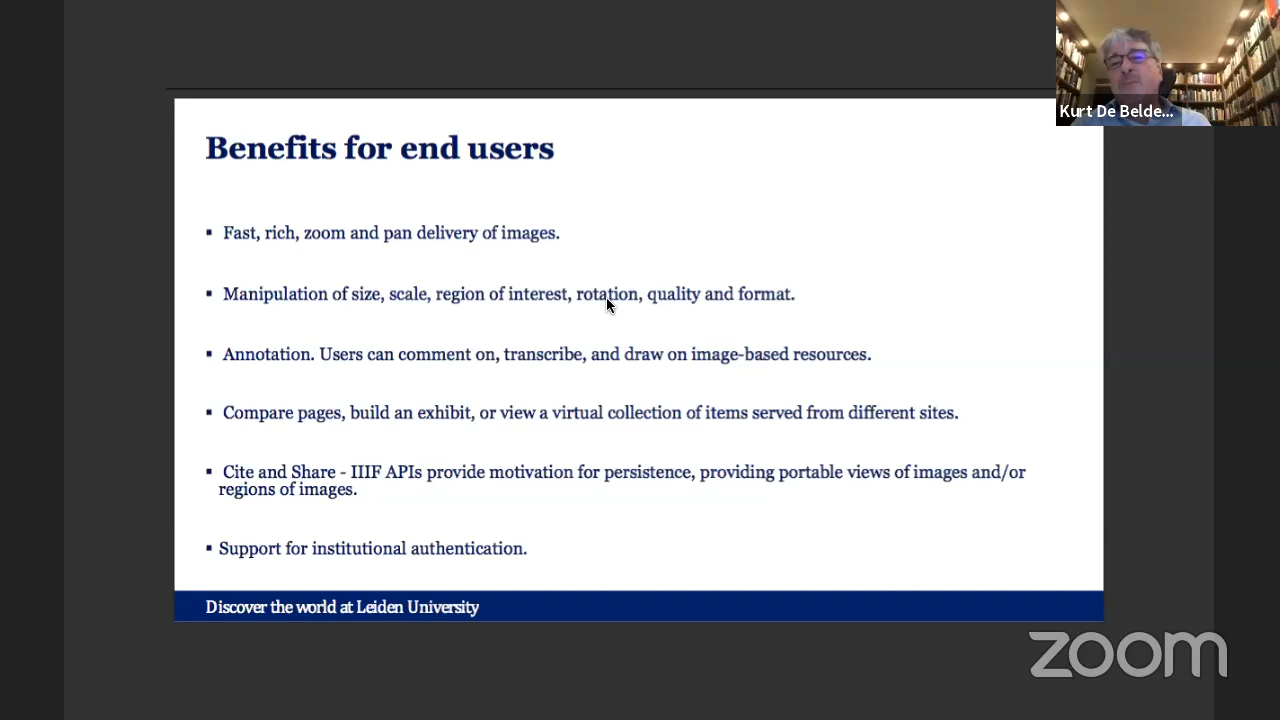 Kurt De Belde...
Benefits for end users
▪ Fast, rich, zoom and pan delivery of images.
▪ Manipulation of size, scale, region of interest, rotation, quality and format.
▪ Annotation. Users can comment on, transcribe, and draw on image-based resources.
▪ Compare pages, build an exhibit, or view a virtual collection of items served from different sites.
▪ Cite and Share - IIIF APIs provide motivation for persistence, providing portable views of images and/or
regions of images.
▪ Support for institutional authentication.
Discover the world at Leiden University
zoom